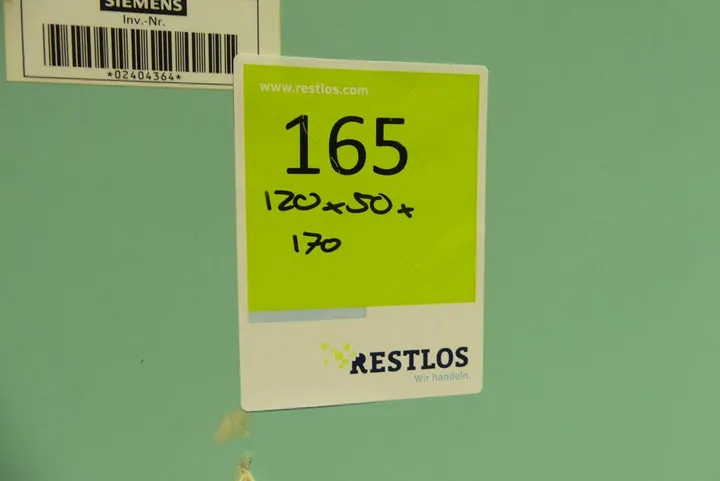 SIEMENS
Inv.-Nr.
*02404364*
www.restlos.com
165
120x50x
170
RESTLOS
Wir handeln.